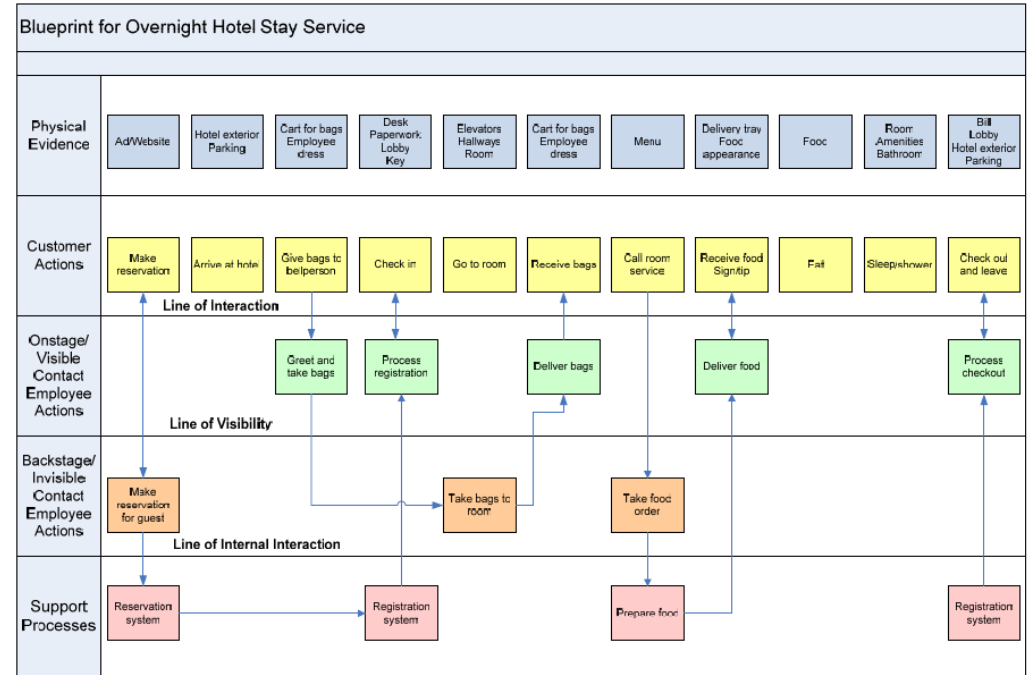 Blueprint for Overnight Hotel Stay Service
Physical
Evidence
Ad/Website
Hotel exterior
Parking
Cart for bags
Employee
dress
Desk
Paperwork
Lobby
Key
Elevators
Hallways
Room
Cart for bags
Employee
dress
Menu
Delivery tray
Food
appearance
Food
Room
Amenities
Bathroom
Bill
Lobby
Hotel exterior
Parking
Customer
Actions
Make
reservation
Arrive at hotel
Give bags to
bellperson
Check in
Go to room
Receive bags
Call room
service
Receive food
Sign/tip
Eat
Sleep/shower
Check out
and leave
Line of Interaction
Onstage/
Visible
Contact
Employee
Actions
Greet and
take bags
Process
registration
Deliver bags
Deliver food
Process
checkout
Line of Visibility
Backstage/
Invisible
Contact
Employee
Actions
Make
reservation
for guest
Take bags to
room
Take food
order
Line of Internal Interaction
Support
Processes
Reservation
system
Registration
system
Prepare food
Registration
system